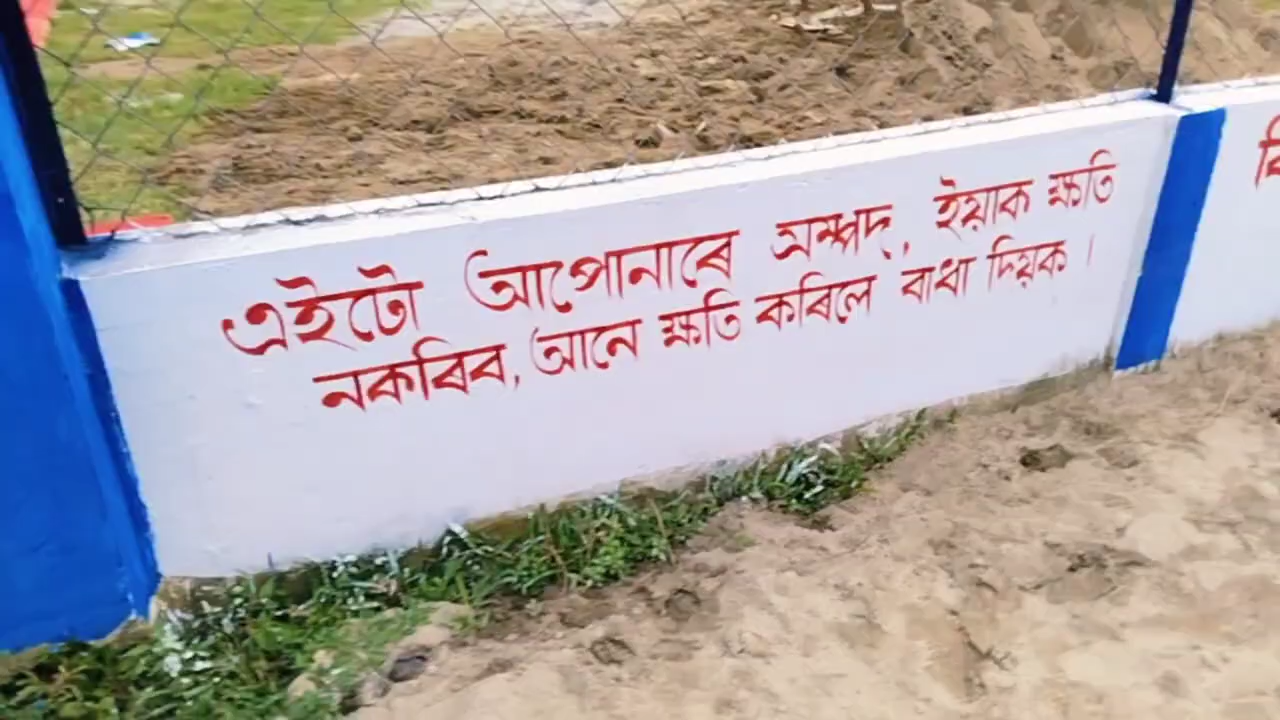 এইটো আপোনাৰে সম্পদ, ইয়াক ক্ষতি
নকৰিব, আনে ক্ষতি কৰিলে বাধা দিয়ক।